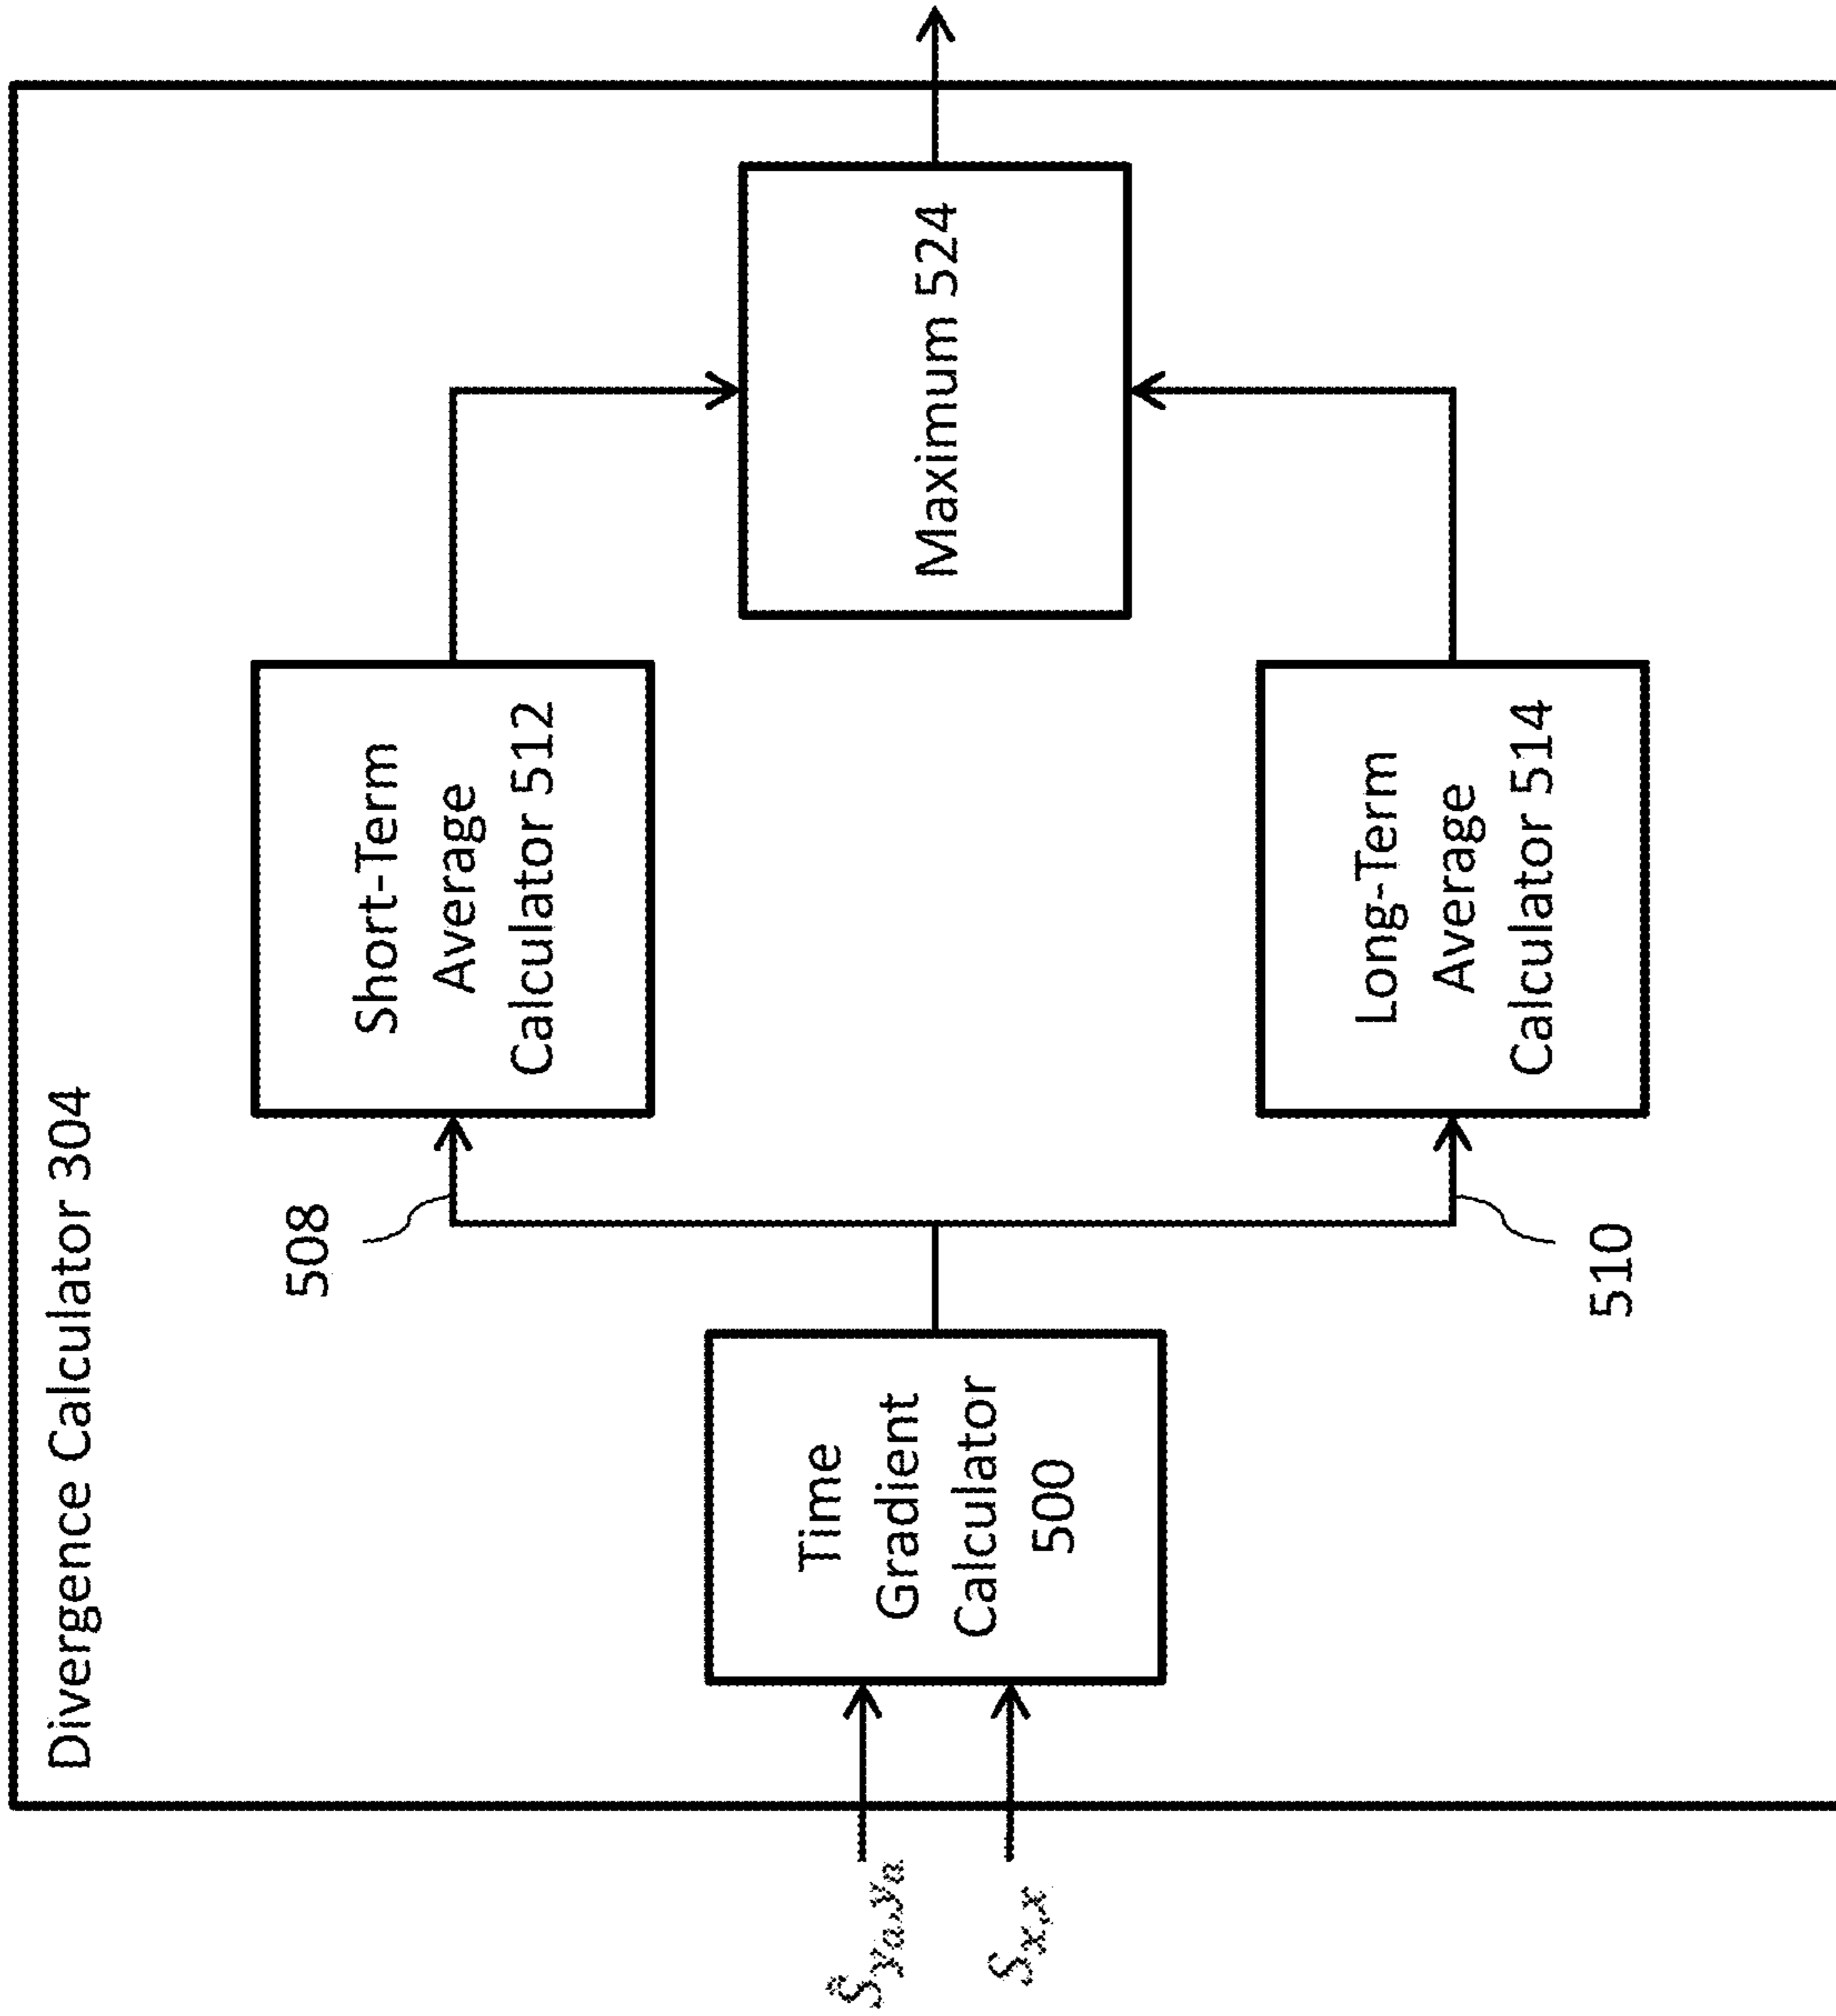 Divergence Calculator 304
Time
Gradient
Calculator
500
508
510
Short-Term
Average
Calculator 512
Long-Term
Average
Calculator 514
Maximum 524
S_{x,x}